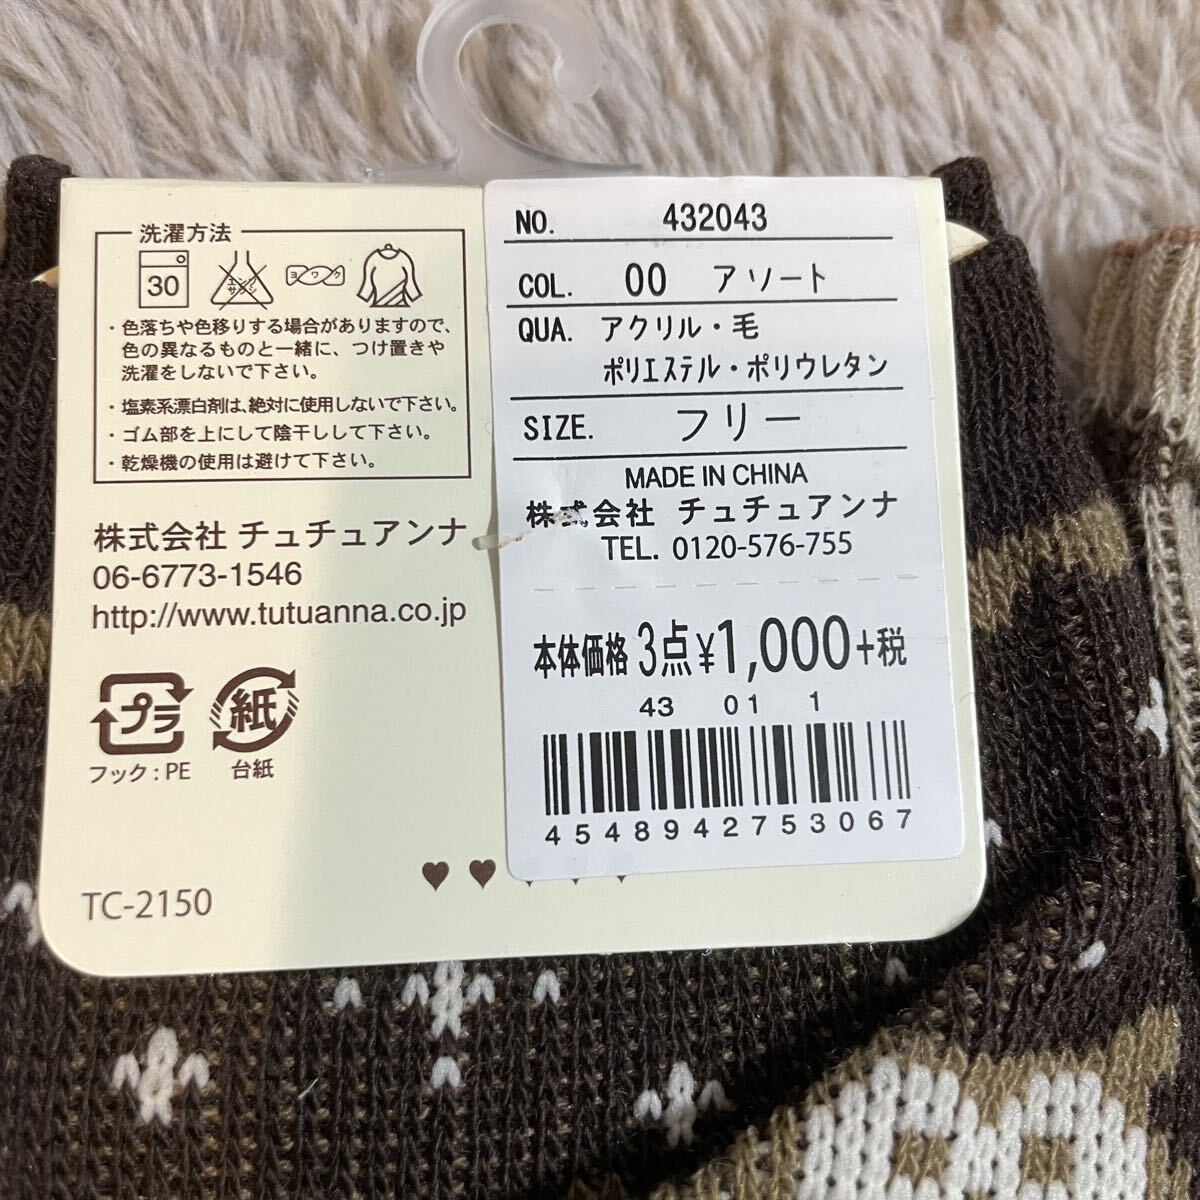 洗濯方法
30 エンソ サラシ ヨワク
・色落ちや色移りする場合がありますので、
色の異なるものと一緒に、つけ置きや
洗濯をしないで下さい。
・塩素系漂白剤は、絶対に使用しないで下さい。
・ゴム部を上にして陰干しして下さい。
・乾燥機の使用は避けて下さい。
株式会社 チュチュアンナ
06-6773-1546
http://www.tutuanna.co.jp
プラ 紙
フック : PE 台紙
TC-2150
NO. 432043
COL. 00 アソート
QUA. アクリル・毛
ポリエステル・ポリウレタン
SIZE. フリー
MADE IN CHINA
株式会社 チュチュアンナ
TEL. 0120-576-755
本体価格 3点¥1,000+税
43 01 1
4548942753067